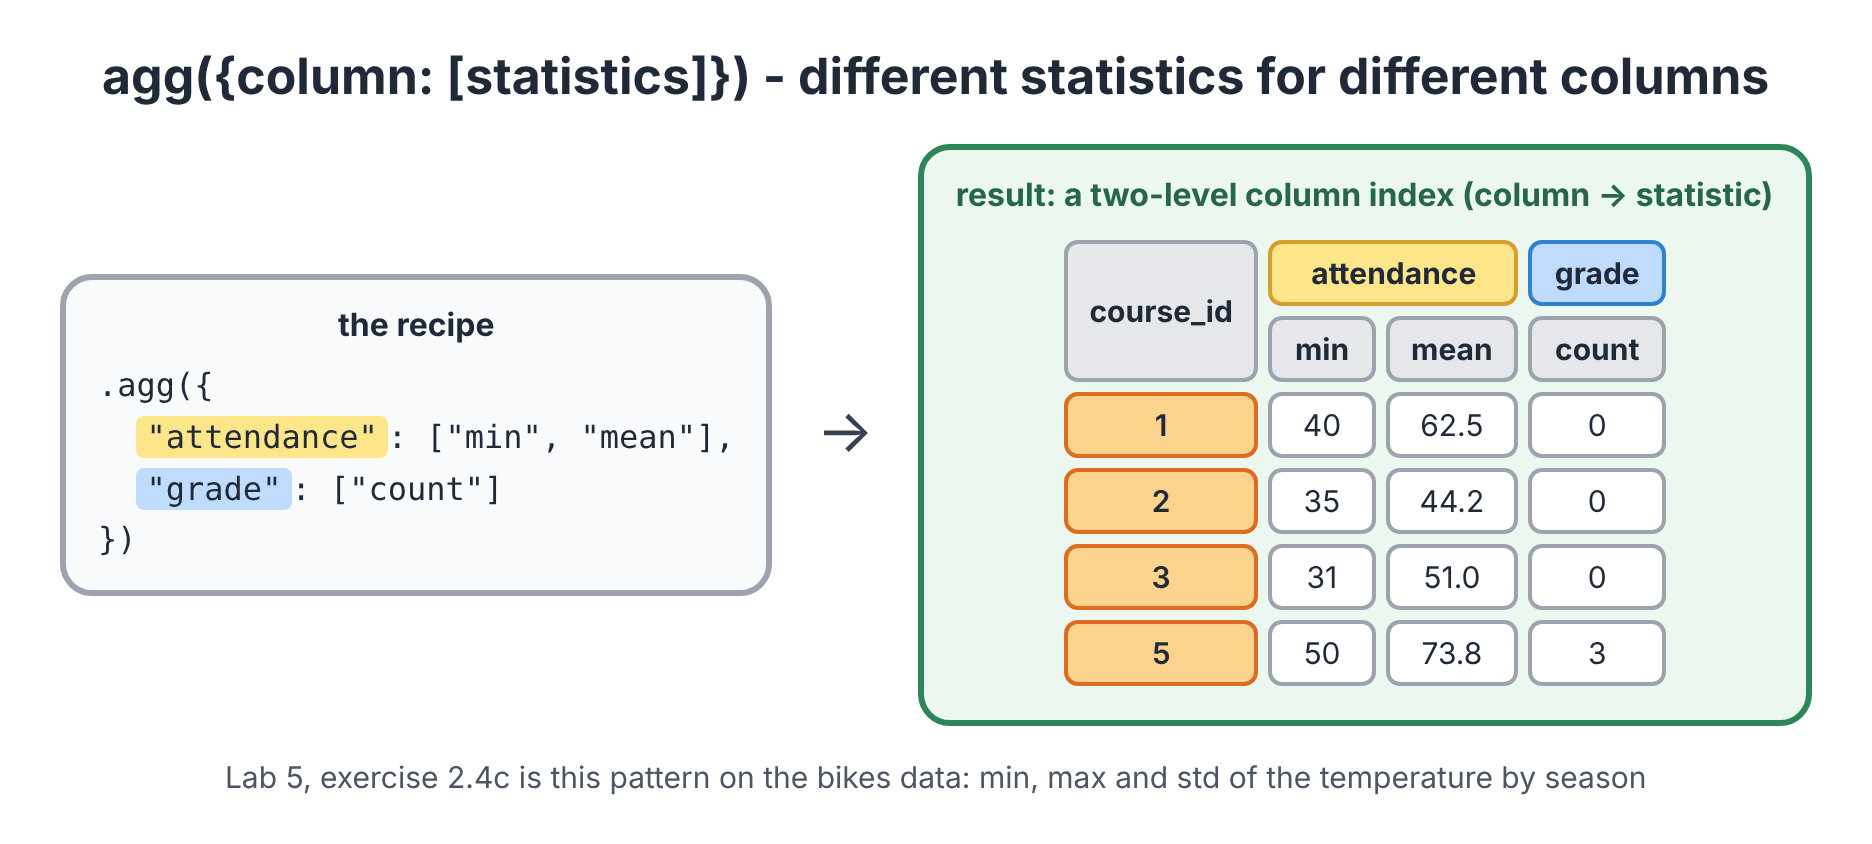 agg({column: [statistics]}) - different statistics for different columns
the recipe
.agg({
"attendance": ["min", "mean"],
"grade": ["count"]
})
→
result: a two-level column index (column → statistic)
course_id attendance grade
min mean count
1 40 62.5 0
2 35 44.2 0
3 31 51.0 0
5 50 73.8 3
Lab 5, exercise 2.4c is this pattern on the bikes data: min, max and std of the temperature by season